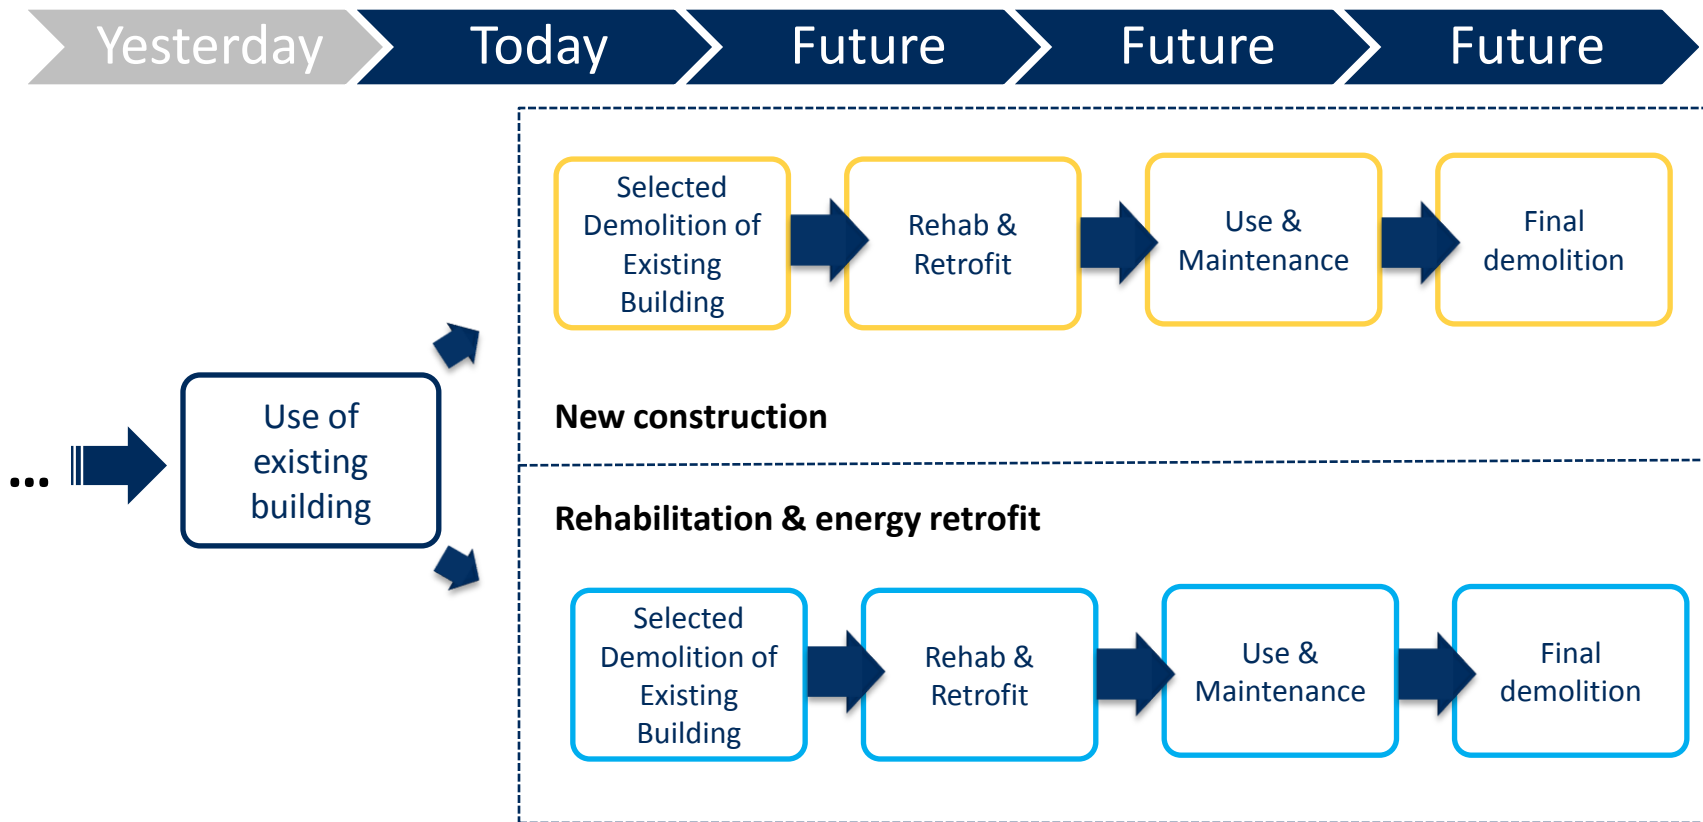 Yesterday
Today
Future
Future
Future
Selected
Demolition of
Existing
Building
Rehab &
Retrofit
Use &
Maintenance
Final
demolition
New construction
...
Use of
existing
building
Rehabilitation & energy retrofit
Selected
Demolition of
Existing
Building
Rehab &
Retrofit
Use &
Maintenance
Final
demolition